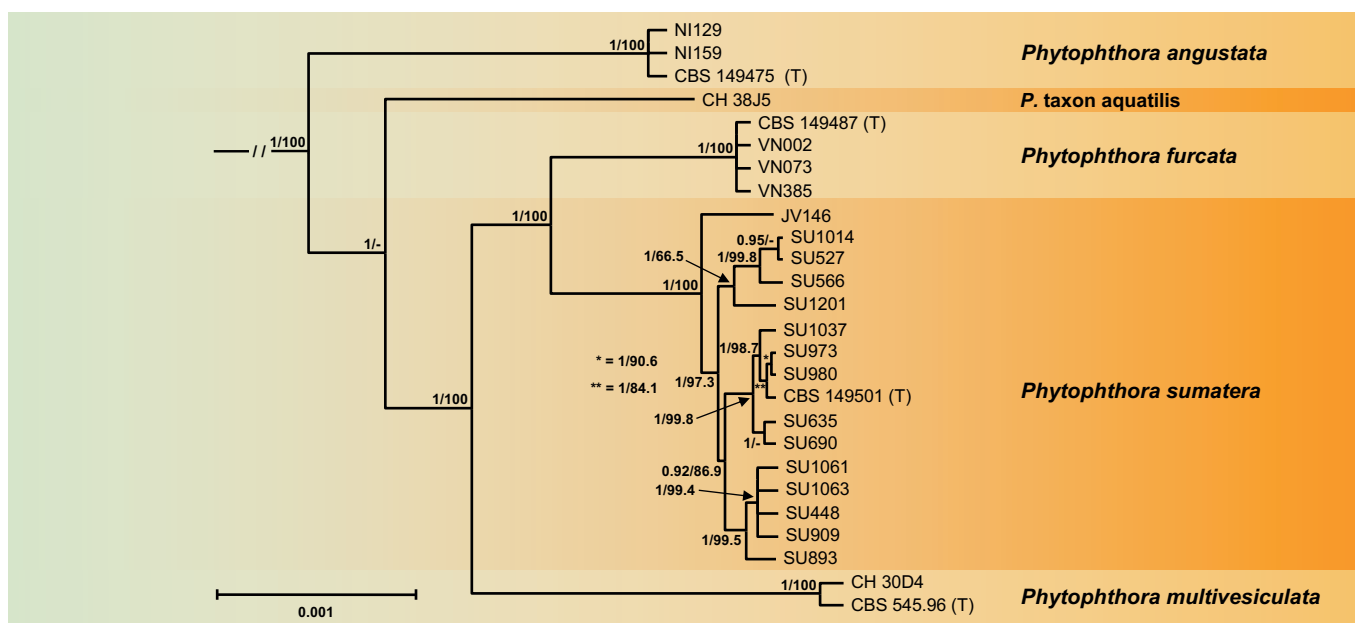 NI129
1/100 NI159 Phytophthora angustata
CBS 149475 (T)
CH 38J5 P. taxon aquatilis
CBS 149487 (T)
1/100 / / 1/100 VN002 Phytophthora furcata
VN073
VN385
1/100 JV146
1/- 0.95/- SU1014
1/66.5 1/99.8 SU527
1/100 SU566
SU1201
SU1037
* = 1/90.6 1/98.7 * SU973
** = 1/84.1 1/97.3 ** SU980
1/100 CBS 149501 (T) Phytophthora sumatera
1/99.8 SU635
1/- SU690
0.92/86.9 SU1061
1/99.4 SU1063
SU448
1/99.5 SU909
SU893
1/100 CH 30D4
0.001 CBS 545.96 (T) Phytophthora multivesiculata